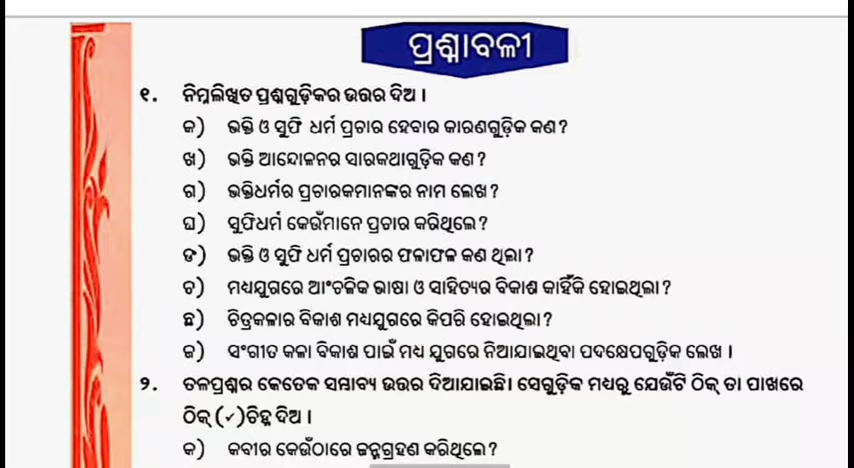 ପ୍ରଶ୍ନାବଳୀ
୧. ନିମ୍ନଲିଖିତ ପ୍ରଶ୍ନଗୁଡ଼ିକର ଉତ୍ତର ଦିଅ ।
କ) ଭକ୍ତି ଓ ସୁଫି ଧର୍ମ ପ୍ରଚାର ହେବାର କାରଣଗୁଡ଼ିକ କଣ ?
ଖ) ଭକ୍ତି ଆନ୍ଦୋଳନର ସାରକଥାଗୁଡ଼ିକ କଣ ?
ଗ) ଭକ୍ତିଧର୍ମର ପ୍ରଚାରକମାନଙ୍କର ନାମ ଲେଖ ?
ଘ) ସୁଫିଧର୍ମ କେଉଁମାନେ ପ୍ରଚାର କରିଥିଲେ ?
ଙ) ଭକ୍ତି ଓ ସୁଫି ଧର୍ମ ପ୍ରଚାରର ଫଳାଫଳ କଣ ଥିଲା ?
ଚ) ମଧ୍ୟଯୁଗରେ ଆଂଚଳିକ ଭାଷା ଓ ସାହିତ୍ୟର ବିକାଶ କାହିଁକି ହୋଇଥିଲା ?
ଛ) ଚିତ୍ରକଳାର ବିକାଶ ମଧ୍ୟଯୁଗରେ କିପରି ହୋଇଥିଲା ?
ଜ) ସଂଗୀତ କଳା ବିକାଶ ପାଇଁ ମଧ୍ୟ ଯୁଗରେ ନିଆଯାଇଥିବା ପଦକ୍ଷେପଗୁଡ଼ିକ ଲେଖ ।
୨. ତଳପ୍ରଶ୍ନର କେତେକ ସମ୍ଭାବ୍ୟ ଉତ୍ତର ଦିଆଯାଇଛି। ସେଗୁଡ଼ିକ ମଧ୍ୟରୁ ଯେଉଁଟି ଠିକ୍ ତା ପାଖରେ
ଠିକ୍ (✓) ଚିହ୍ନ ଦିଅ ।
କ) କବୀର କେଉଁଠାରେ ଜନ୍ମଗ୍ରହଣ କରିଥିଲେ ?